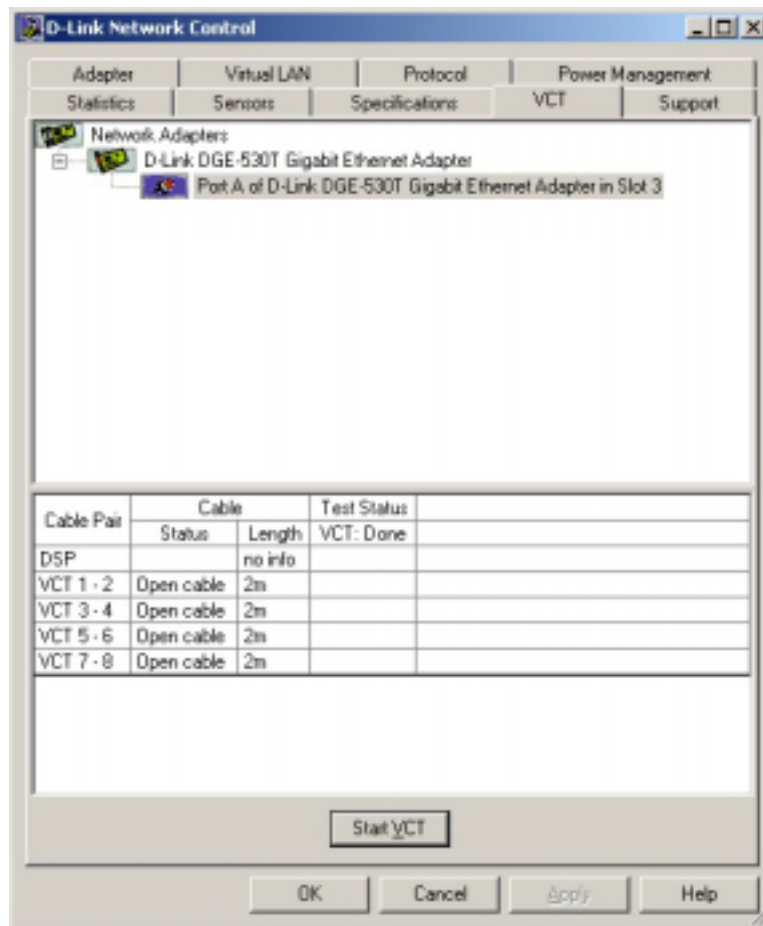 D-Link Network Control
Adapter Virtual LAN Protocol Power Management
Statistics Sensors Specifications VCT Support
Network Adapters
D-Link DGE-530T Gigabit Ethernet Adapter
Port A of D-Link DGE-530T Gigabit Ethernet Adapter in Slot 3
Cable Pair Cable Test Status
Status Length VCT: Done
DSP no info
VCT 1 - 2 Open cable 2m
VCT 3 - 4 Open cable 2m
VCT 5 - 6 Open cable 2m
VCT 7 - 8 Open cable 2m
Start VCT
OK Cancel Apply Help